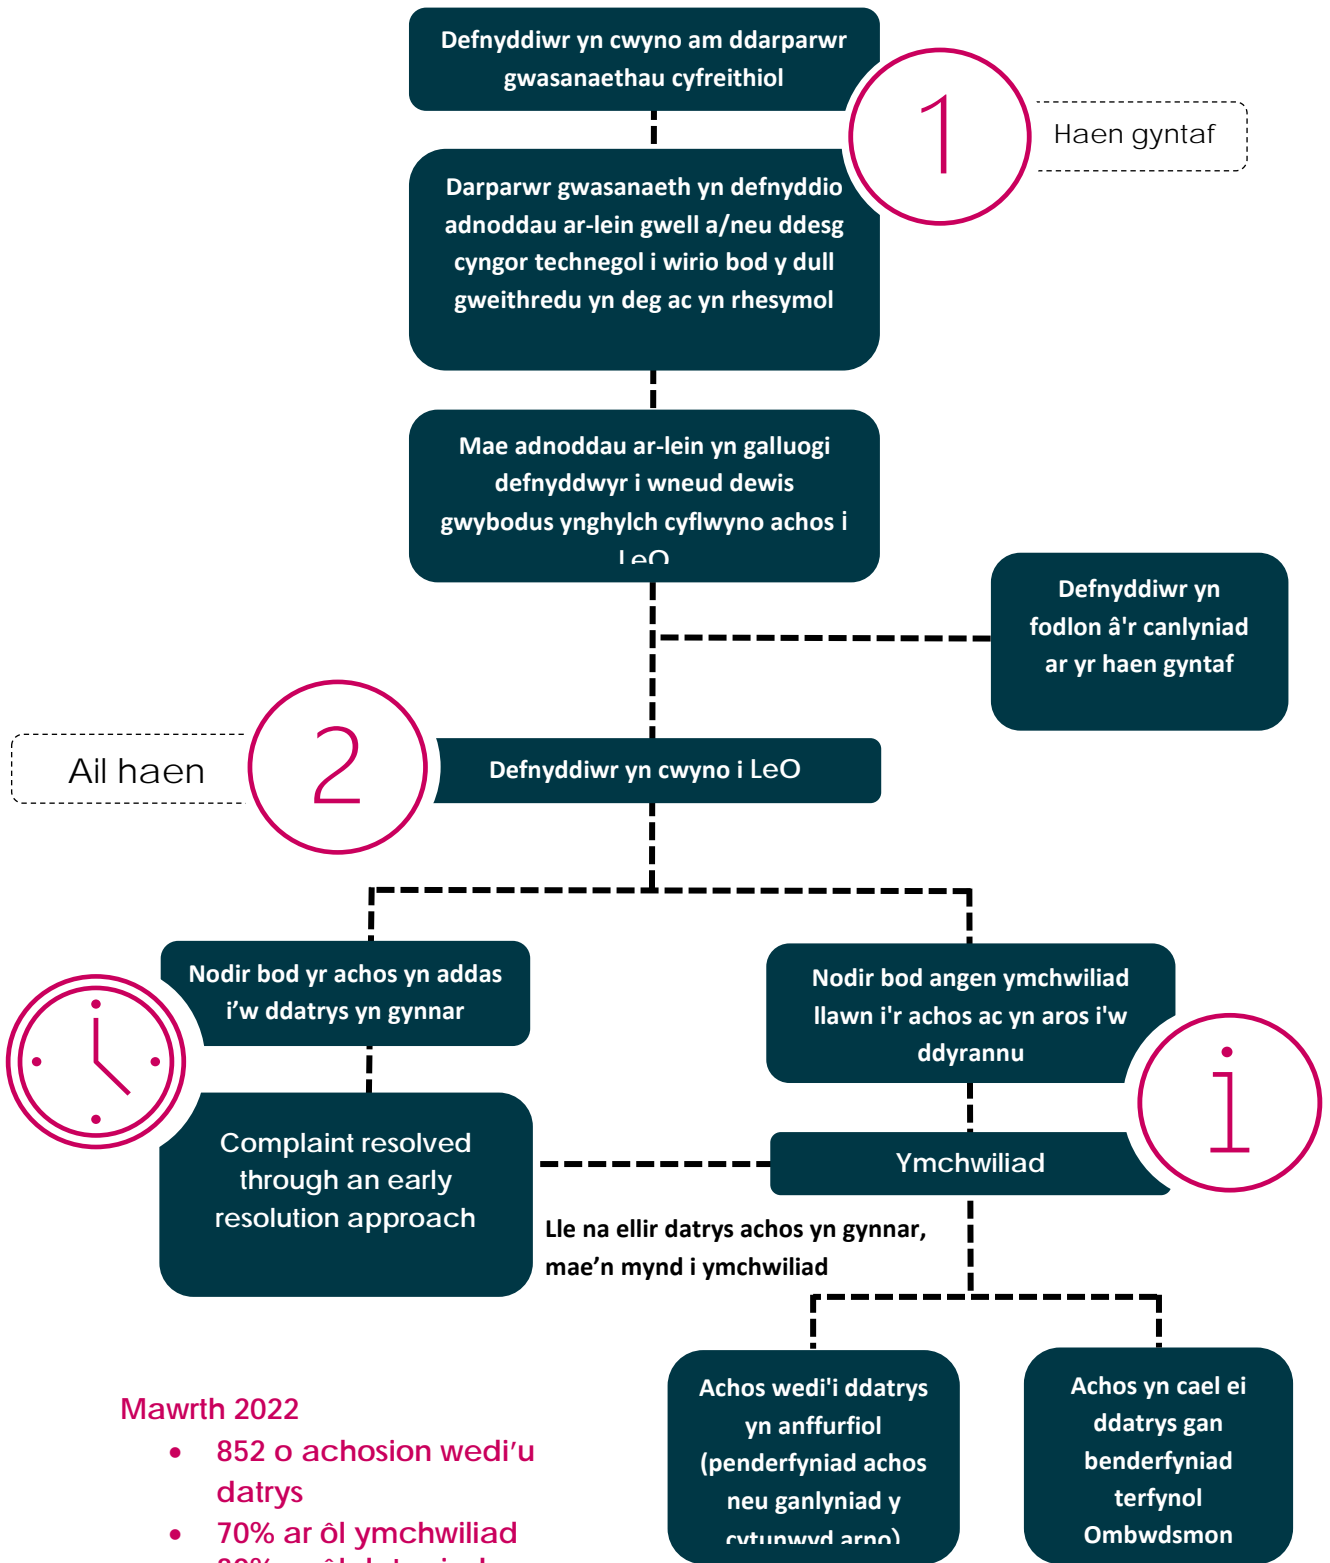 Defnyddiwr yn cwyno am ddarparwr
gwasanaethau cyfreithiol
1
Haen gyntaf
Darparwr gwasanaeth yn defnyddio
adnoddau ar-lein gwell a/neu ddesg
cyngor technegol i wirio bod y dull
gweithredu yn deg ac yn rhesymol
Mae adnoddau ar-lein yn galluogi
defnyddwyr i wneud dewis
gwybodus ynghylch cyflwyno achos i
LeO
Defnyddiwr yn
fodlon â'r canlyniad
ar yr haen gyntaf
Ail haen
2
Defnyddiwr yn cwyno i LeO
Nodir bod yr achos yn addas
i’w ddatrys yn gynnar
Nodir bod angen ymchwiliad
llawn i'r achos ac yn aros i'w
ddyrannu
i
Complaint resolved
through an early
resolution approach
Ymchwiliad
Lle na ellir datrys achos yn gynnar,
mae’n mynd i ymchwiliad
Achos wedi'i ddatrys
yn anffurfiol
(penderfyniad achos
neu ganlyniad y
cytunwyd arno)
Achos yn cael ei
ddatrys gan
benderfyniad
terfynol
Ombwdsmon
Mawrth 2022
• 852 o achosion wedi’u
datrys
• 70% ar ôl ymchwiliad